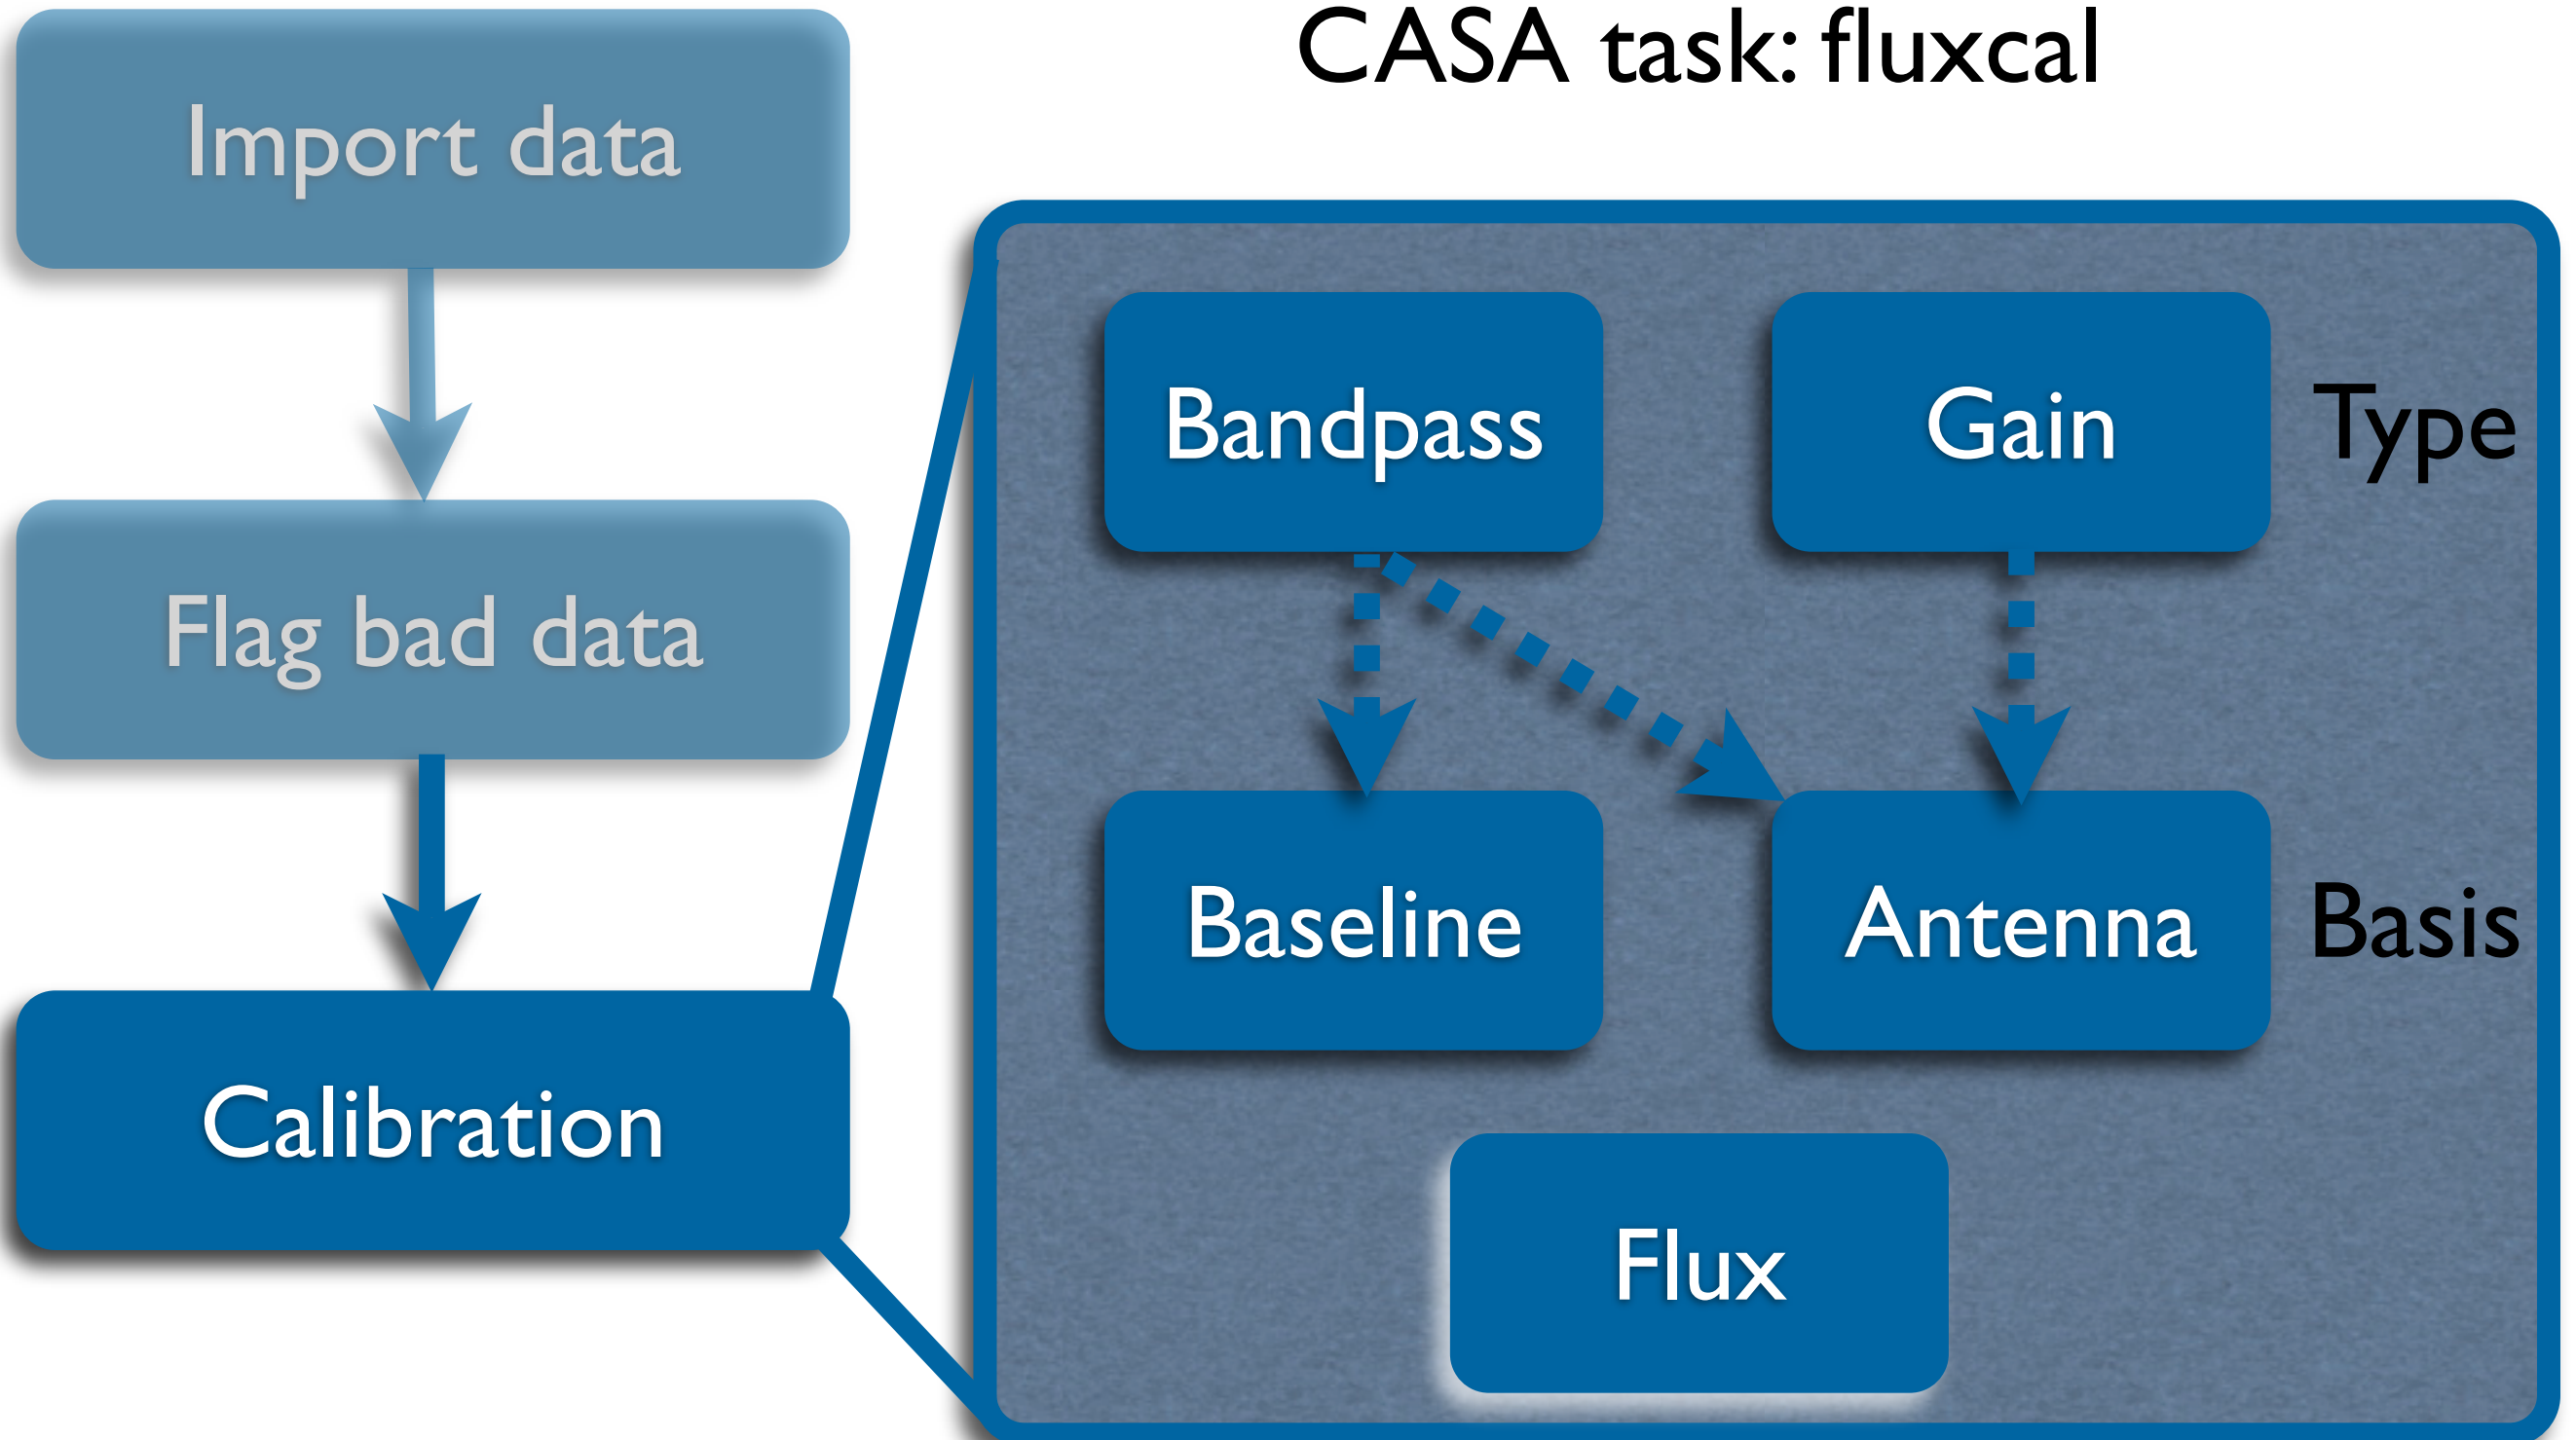 CASA task: fluxcal
Import data
Flag bad data
Calibration
Bandpass
Gain
Type
Baseline
Antenna
Basis
Flux